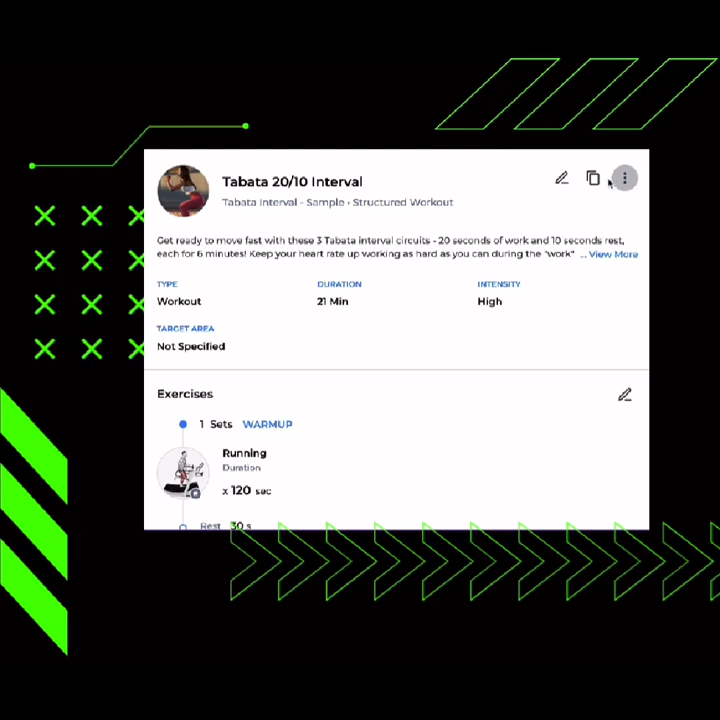 Tabata 20/10 Interval
Tabata Interval - Sample • Structured Workout
Get ready to move fast with these 3 Tabata interval circuits - 20 seconds of work and 10 seconds rest,
each for 6 minutes! Keep your heart rate up working as hard as you can during the "work" ... View More
TYPE DURATION INTENSITY
Workout 21 Min High
TARGET AREA
Not Specified
Exercises
1 Sets WARMUP
Running
Duration
x 120 sec
Rest 30 s